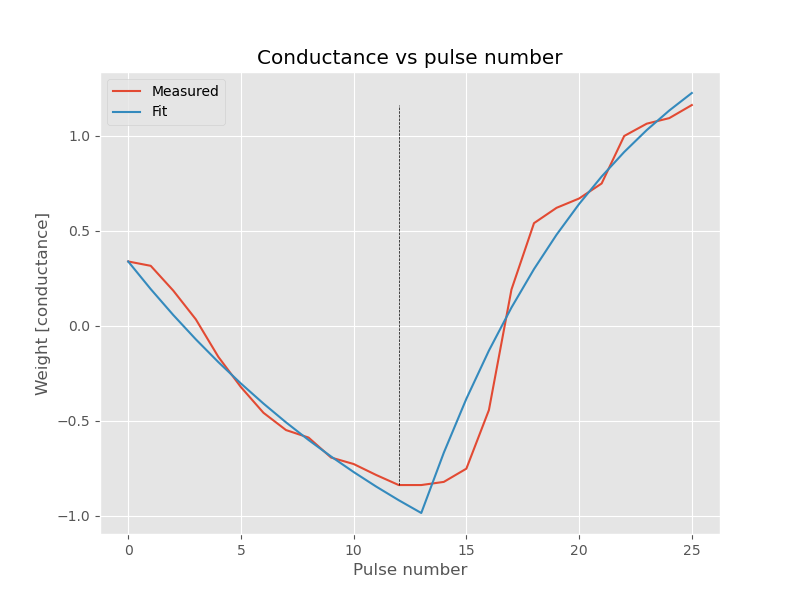 Conductance vs pulse number
Measured
Fit
1.0
0.5
0.0
−0.5
−1.0
Weight [conductance]
0 5 10 15 20 25
Pulse number